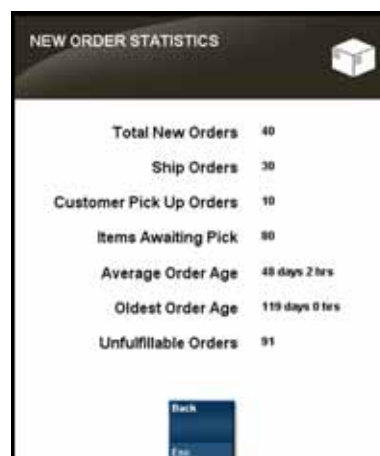 NEW ORDER STATISTICS
Total New Orders 40
Ship Orders 30
Customer Pick Up Orders 10
Items Awaiting Pick 80
Average Order Age 48 days 2 hrs
Oldest Order Age 119 days 0 hrs
Unfulfillable Orders 91
Back
Esc